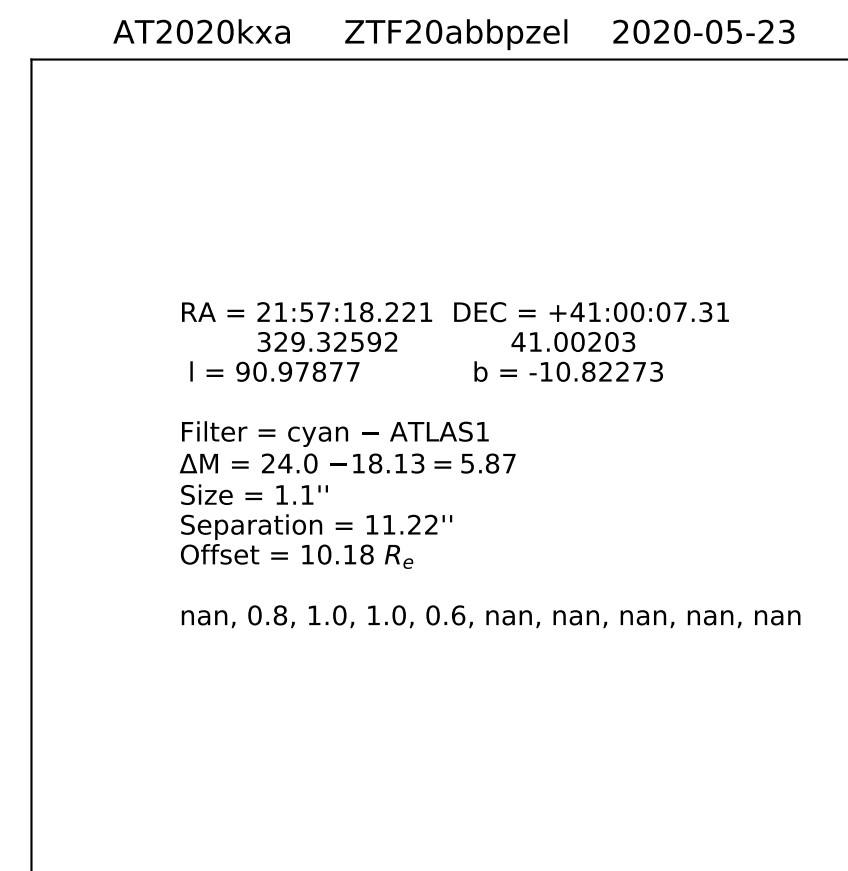 AT2020kxa ZTF20abbpzel 2020-05-23
RA = 21:57:18.221 DEC = +41:00:07.31
329.32592 41.00203
l = 90.97877 b = -10.82273
Filter = cyan − ATLAS1
ΔM = 24.0 −18.13 = 5.87
Size = 1.1''
Separation = 11.22''
Offset = 10.18 Rₑ
nan, 0.8, 1.0, 1.0, 0.6, nan, nan, nan, nan, nan